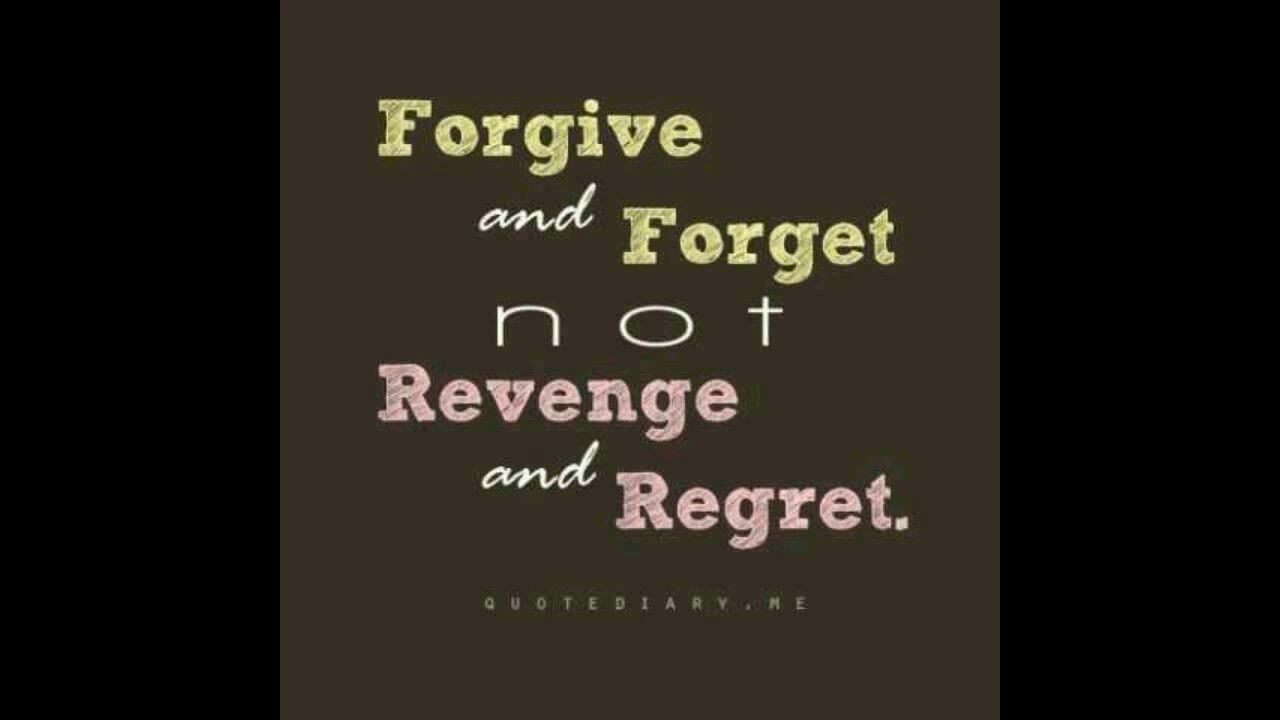 Forgive
and Forget
not
Revenge
and Regret.
QUOTEDIARY.ME